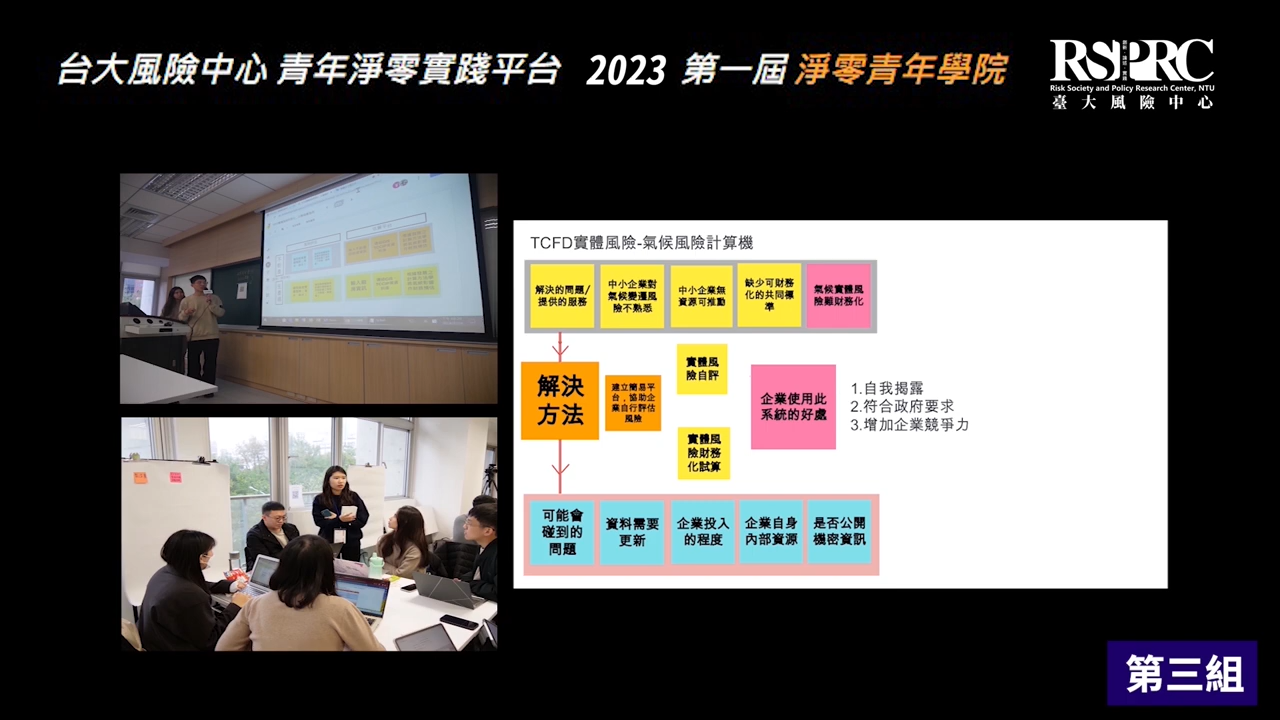 台大風險中心 青年淨零實踐平台 2023 第一屆 淨零青年學院
RSPRC
Risk Society and Policy Research Center, NTU
臺大風險中心
TCFD實體風險-氣候風險計算機
解決的問題/
提供的服務
中小企業對
氣候變遷風
險不熟悉
中小企業無
資源可推動
缺少可財務
化的共同標
準
氣候實體風
險難財務化
解決
方法
建立簡易平
台，協助企
業自行評估
風險
實體風
險自評
實體風
險財務
化試算
企業使用此
系統的好處
1.自我揭露
2.符合政府要求
3.增加企業競爭力
可能會
碰到的
問題
資料需要
更新
企業投入
的程度
企業自身
內部資源
是否公開
機密資訊
第三組